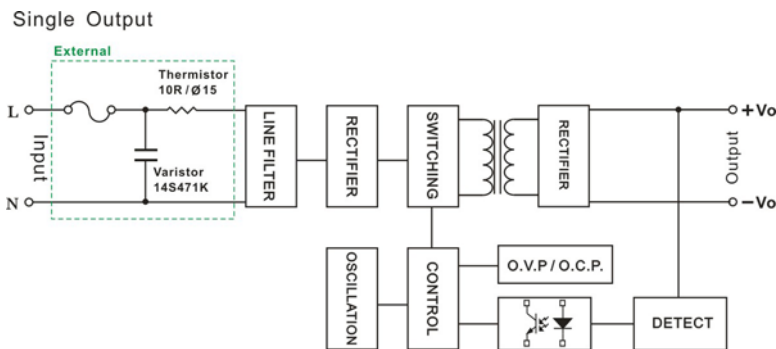 Single Output
External
Thermistor
10R/Ø15
L
Input
N
Varistor
14S471K
LINE FILTER
RECTIFIER
SWITCHING
RECTIFIER
+Vo
Output
-Vo
OSCILLATION
CONTROL
O.V.P/O.C.P.
DETECT